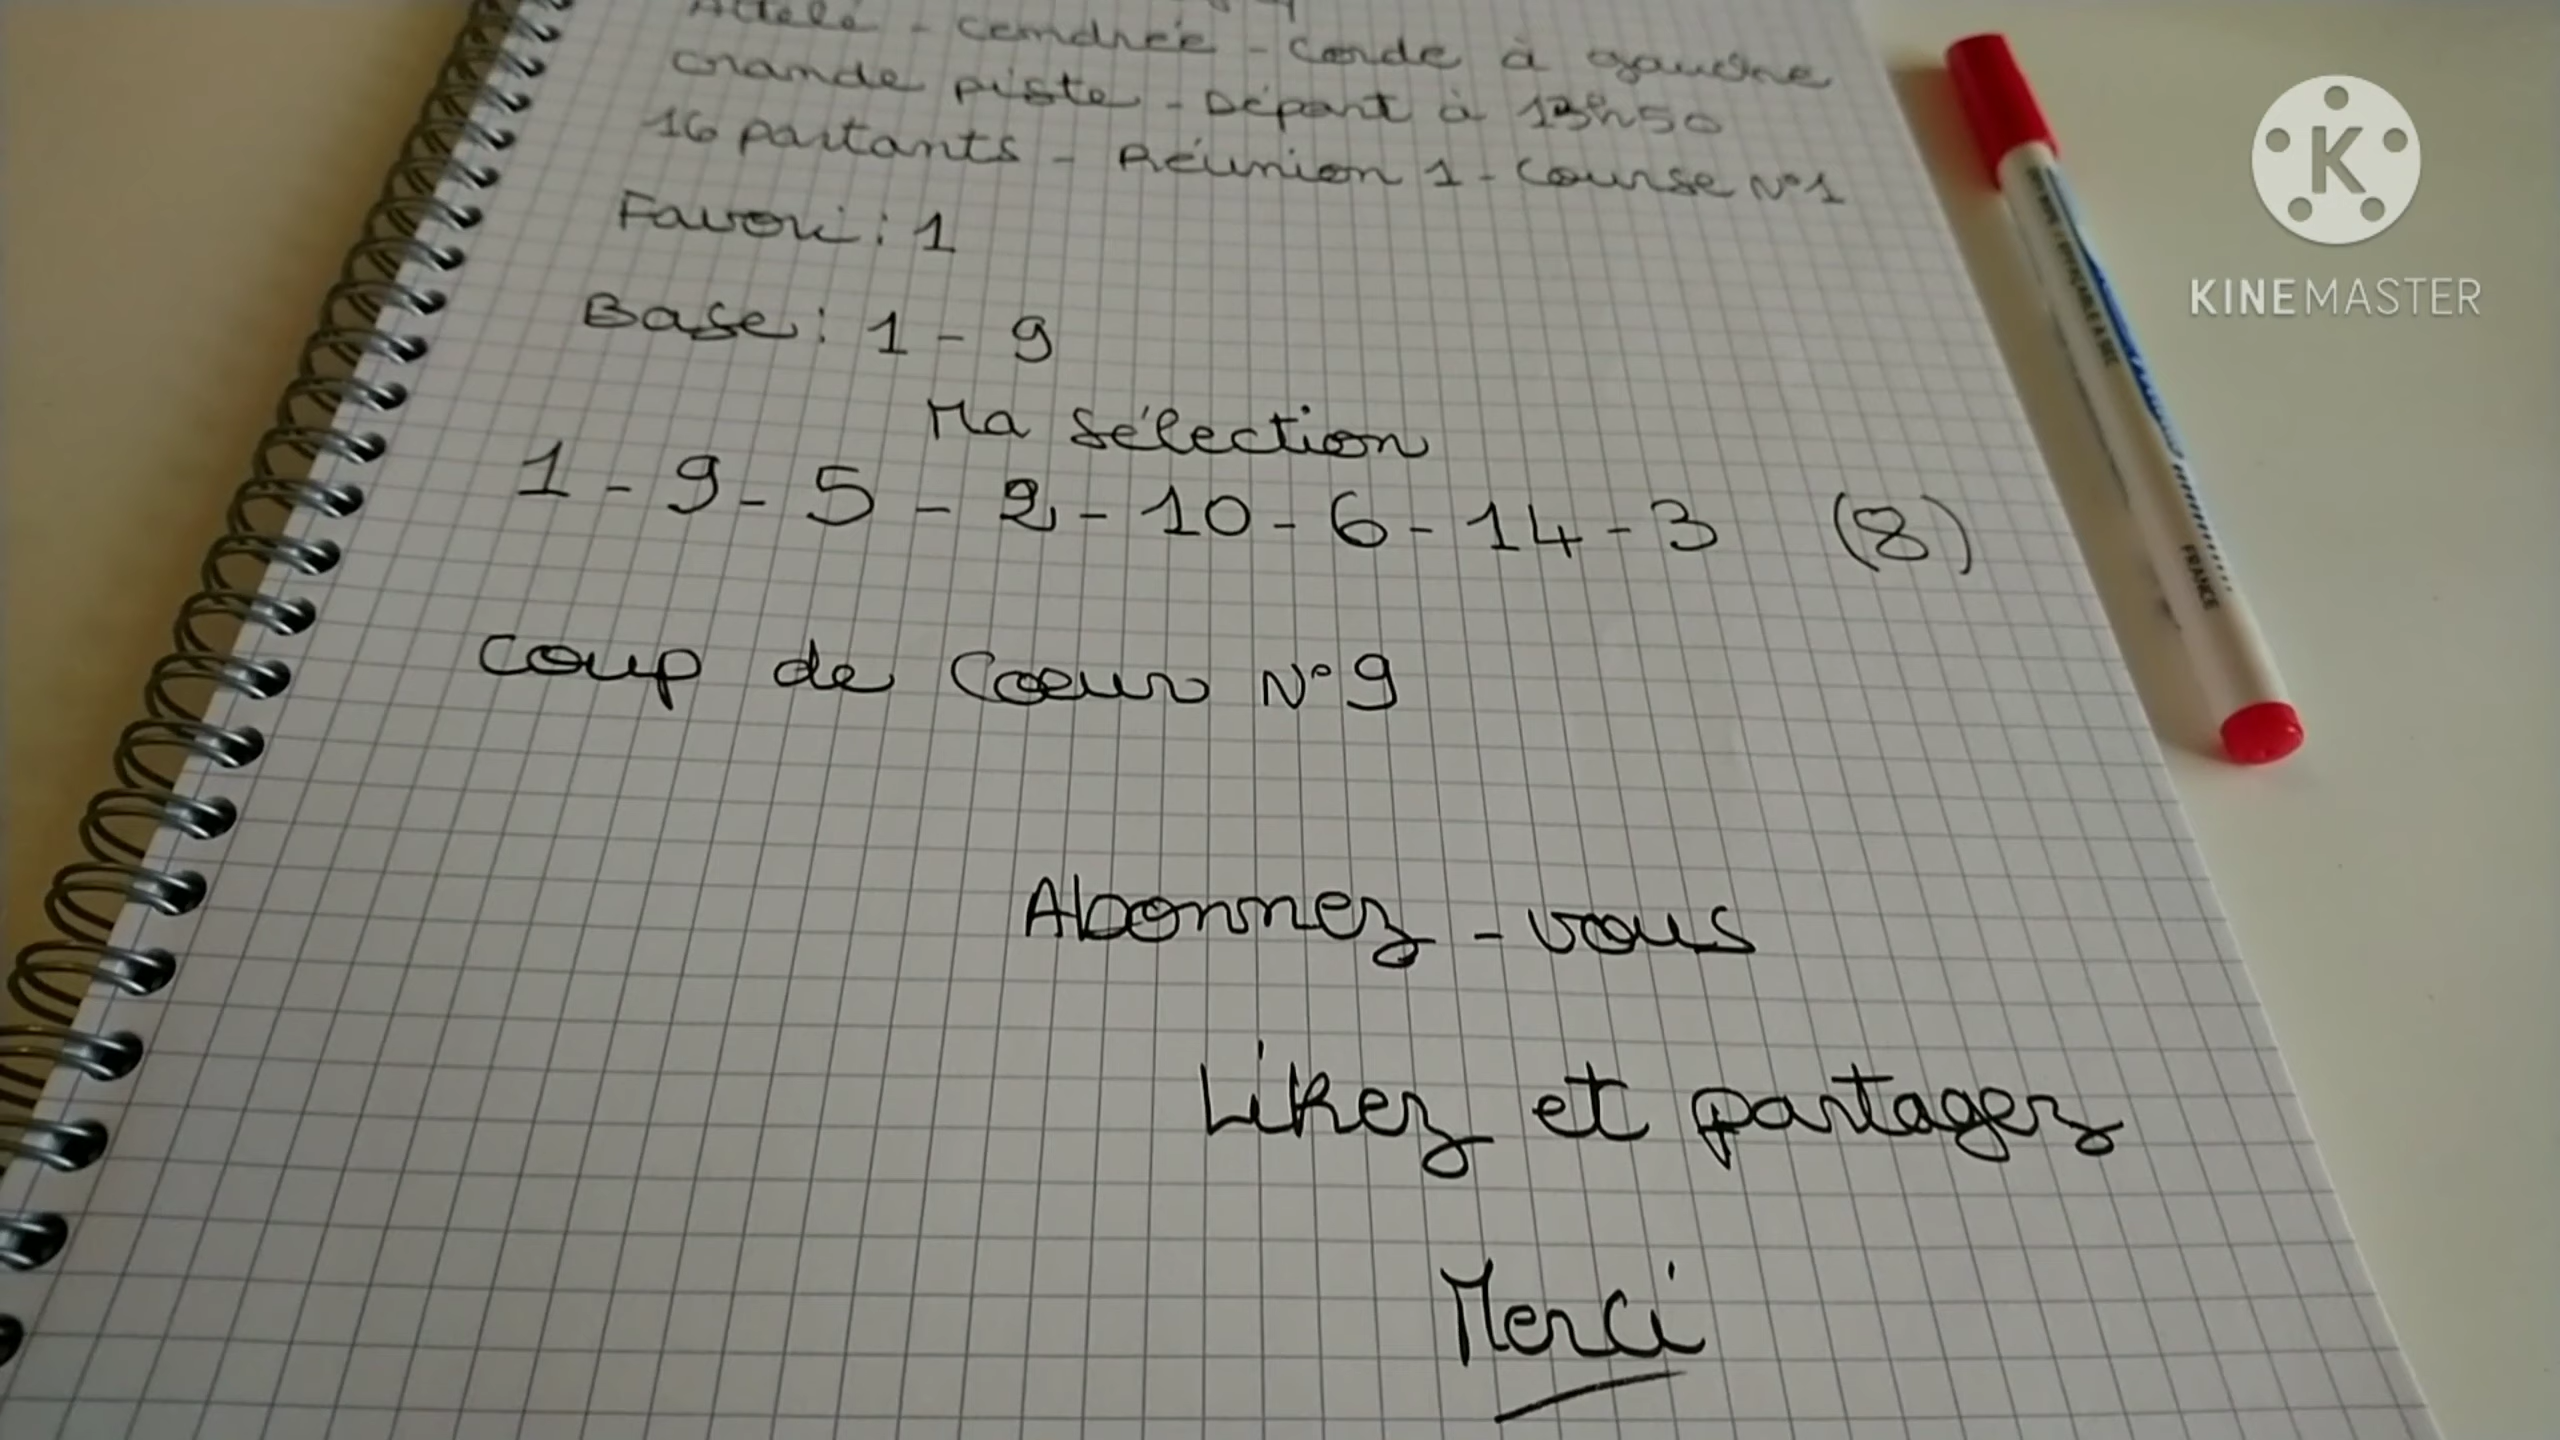 Attelé - Cendrée - Corde à gauche
Grande piste - Départ à 13h50
16 partants - Réunion 1 - Course N°1
Favori : 1
Base : 1 - 9
Ma Sélection
1 - 9 - 5 - 2 - 10 - 6 - 14 - 3 (8)
Coup de Cœur N°9
Abonnez-vous
Likez et partagez
Merci
K
KINEMASTER
FRANCE